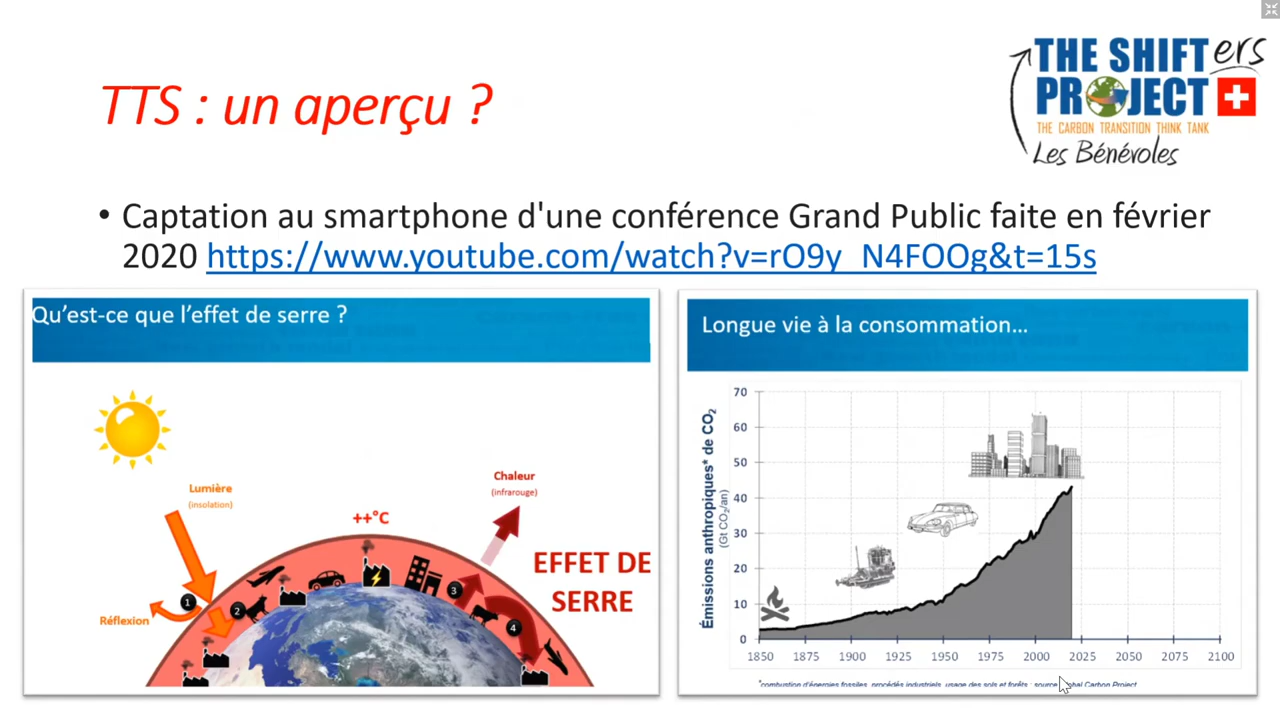 THE SHIFTers
PROJECT
THE CARBON TRANSITION THINK TANK
Les Bénévoles
TTS : un aperçu ?
• Captation au smartphone d'une conférence Grand Public faite en février
2020 https://www.youtube.com/watch?v=rO9y_N4FOOg&t=15s
Qu'est-ce que l'effet de serre ?
Lumière
(insolation)
++°C
Chaleur
(infrarouge)
EFFET DE
SERRE
Réflexion
1
2
3
4
Longue vie à la consommation...
Émissions anthropiques* de CO₂
(Gt CO₂/an)
70
60
50
40
30
20
10
0
1850 1875 1900 1925 1950 1975 2000 2025 2050 2075 2100
*combustion d'énergies fossiles, procédés industriels, usage des sols et forêts : source Global Carbon Project